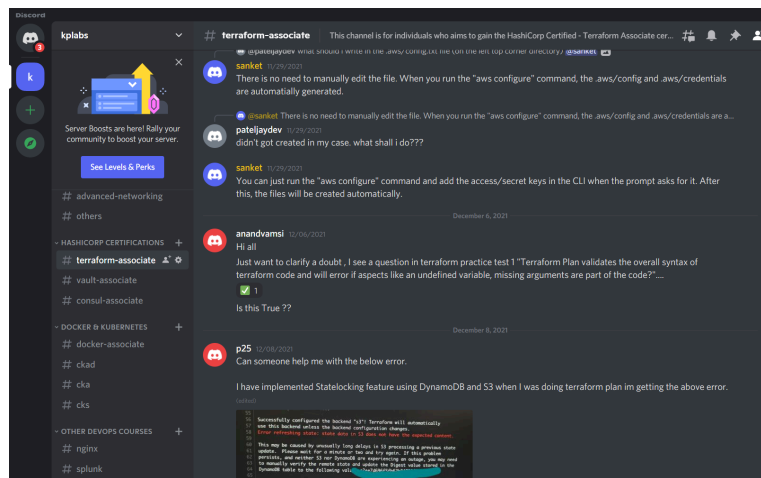 Discord
kplabs
terraform-associate
This channel is for individuals who aims to gain the HashiCorp Certified - Terraform Associate cer...
3
k
Server Boosts are here! Rally your
community to boost your server.
See Levels & Perks
# advanced-networking
# others
HASHICORP CERTIFICATIONS
# terraform-associate
# vault-associate
# consul-associate
DOCKER & KUBERNETES
# docker-associate
# ckad
# cka
# cks
OTHER DEVOPS COURSES
# nginx
# splunk
@pateljaydev what should i write in the .aws/config.txt file (on the left top corner directory) @sanket
sanket 11/29/2021
There is no need to manually edit the file. When you run the "aws configure" command, the .aws/config and .aws/credentials
are automatially generated.
@sanket There is no need to manually edit the file. When you run the "aws configure" command, the .aws/config and .aws/credentials are a...
pateljaydev 11/29/2021
didn't got created in my case. what shall i do???
sanket 11/29/2021
You can just run the "aws configure" command and add the access/secret keys in the CLI when the prompt asks for it. After
this, the files will be created automatically.
December 6, 2021
anandvamsi 12/06/2021
Hi all
Just want to clarify a doubt , I see a question in terraform practice test 1 "Terraform Plan validates the overall syntax of
terraform code and will error if aspects like an undefined variable, missing arguments are part of the code?"....
1
Is this True ??
December 8, 2021
p25 12/08/2021
Can someone help me with the below error.
I have implemented Statelocking feature using DynamoDB and S3 when I was doing terraform plan im getting the above error.
(edited)
Successfully configured the backend "s3"! Terraform will automatically
use this backend unless the backend configuration changes.
Error refreshing state: state data in S3 does not have the expected content.
This may be caused by unusually long delays in S3 processing a previous state
update. Please wait for a minute or two and try again. If this problem
persists, and neither S3 nor DynamoDB are experiencing an outage, you may need
to manually verify the remote state and update the Digest value stored in the
DynamoDB table to the following